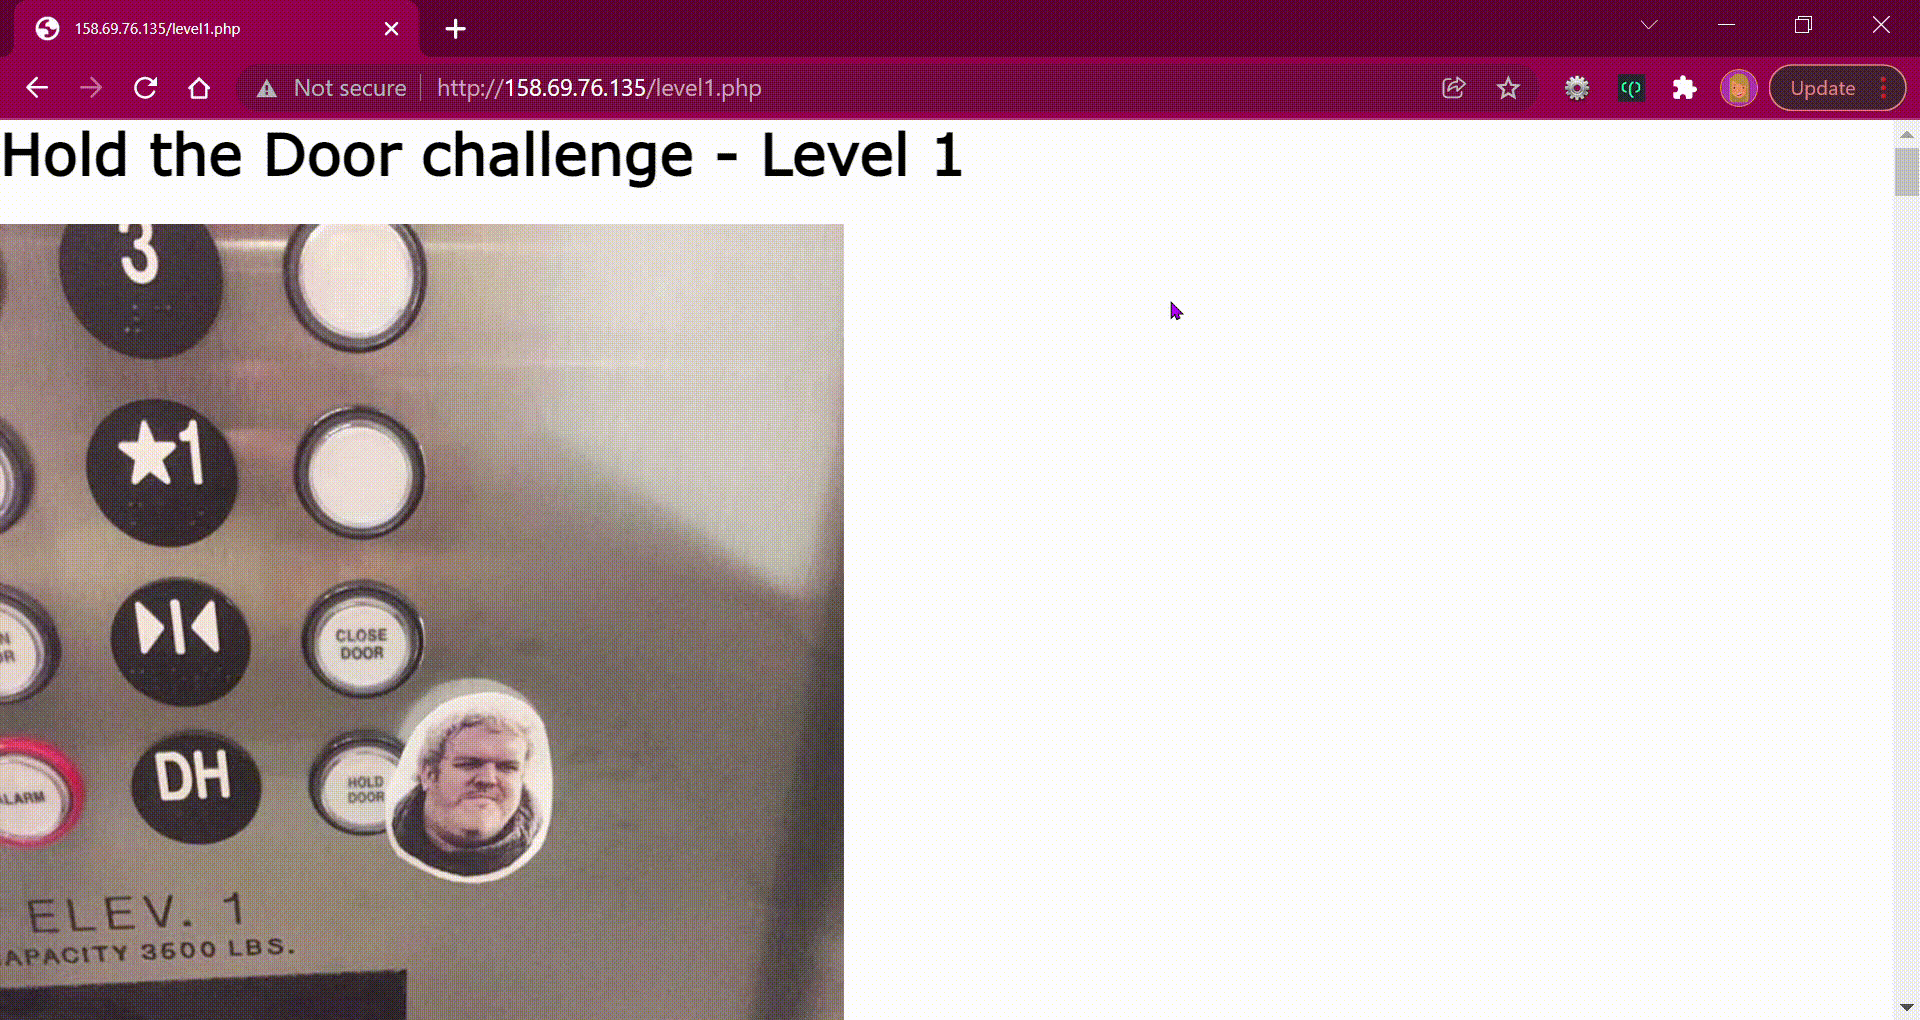 158.69.76.135/level1.php
Not secure
http://158.69.76.135/level1.php
Update
Hold the Door challenge - Level 1
3
★1
CLOSE
DOOR
DH
HOLD
DOOR
LARM
ELEV. 1
APACITY 3500 LBS.